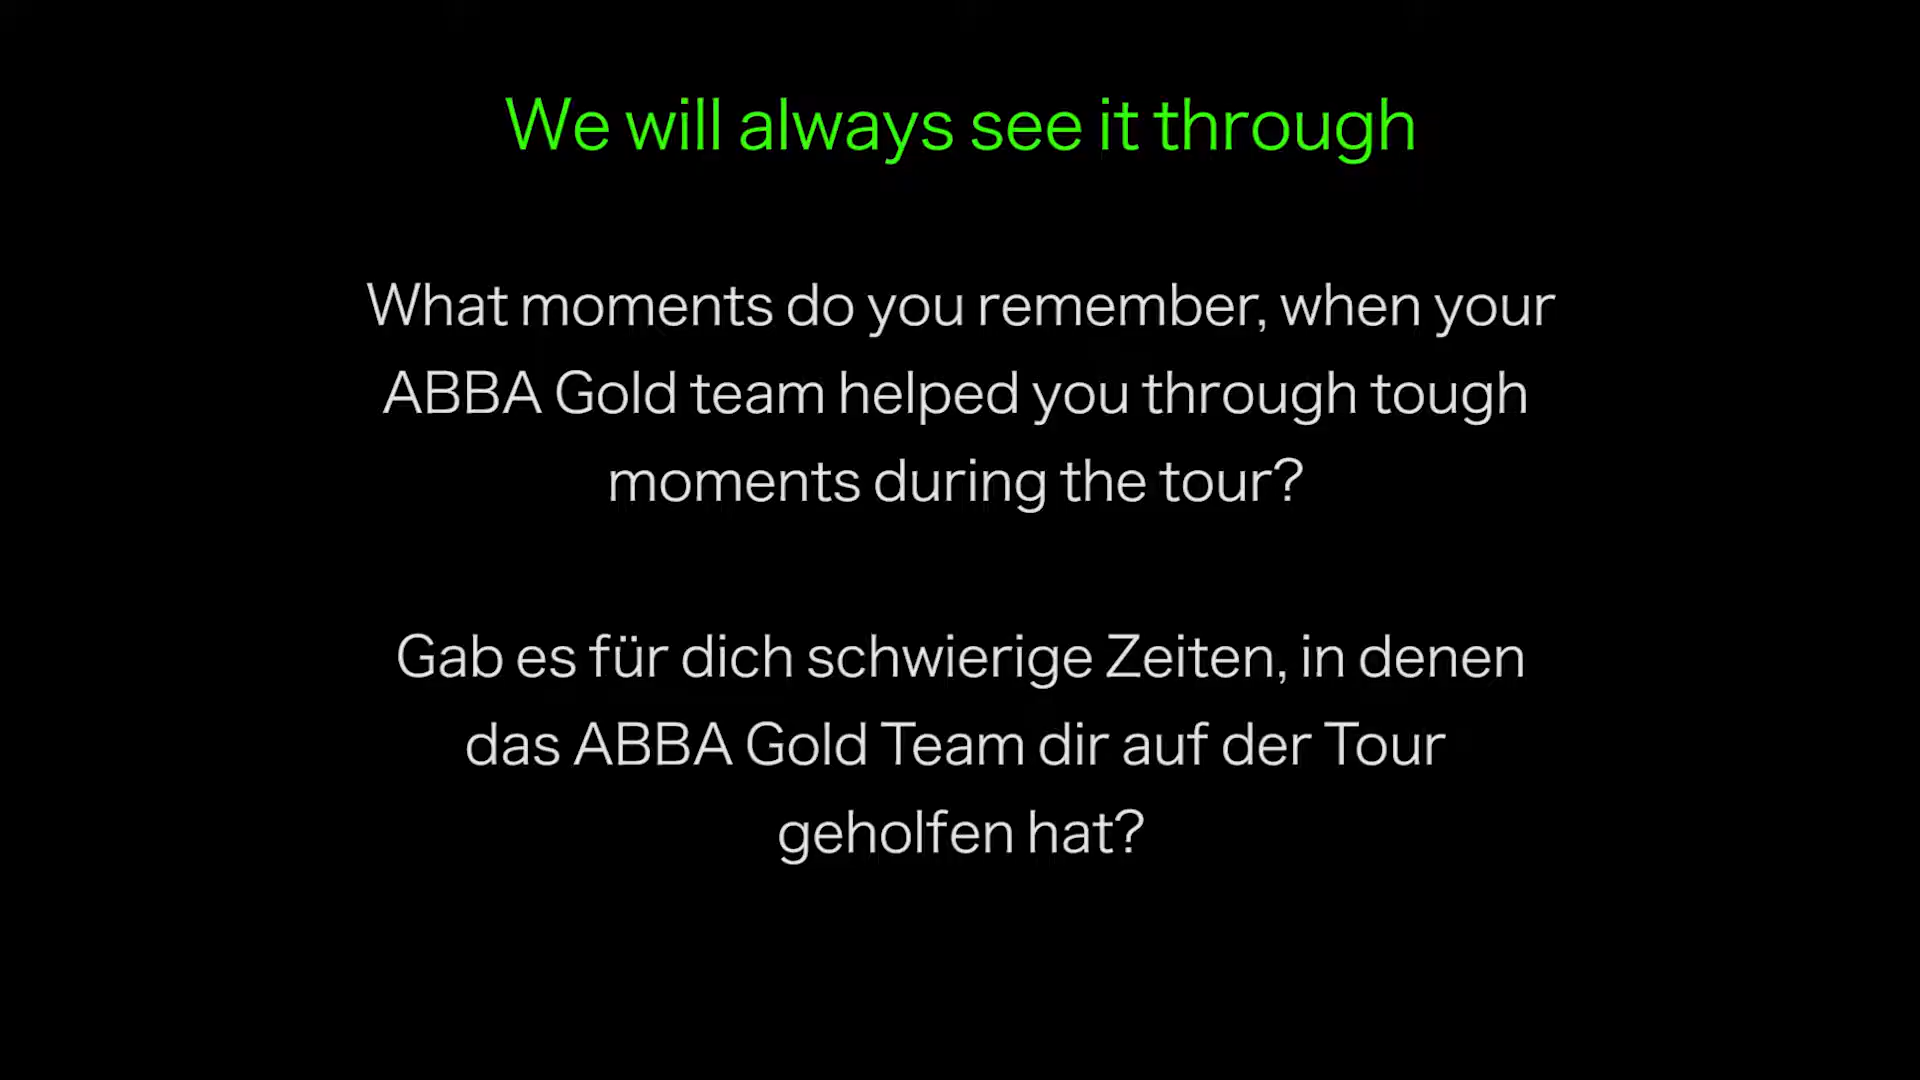 We will always see it through
What moments do you remember, when your
ABBA Gold team helped you through tough
moments during the tour?
Gab es für dich schwierige Zeiten, in denen
das ABBA Gold Team dir auf der Tour
geholfen hat?